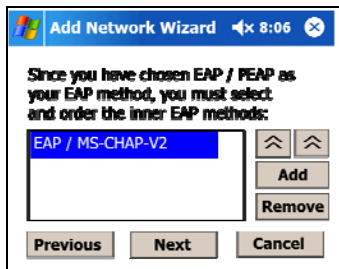 Add Network Wizard 8:06
Since you have chosen EAP / PEAP as
your EAP method, you must select
and order the inner EAP methods:
EAP / MS-CHAP-V2
Add
Remove
Previous Next Cancel